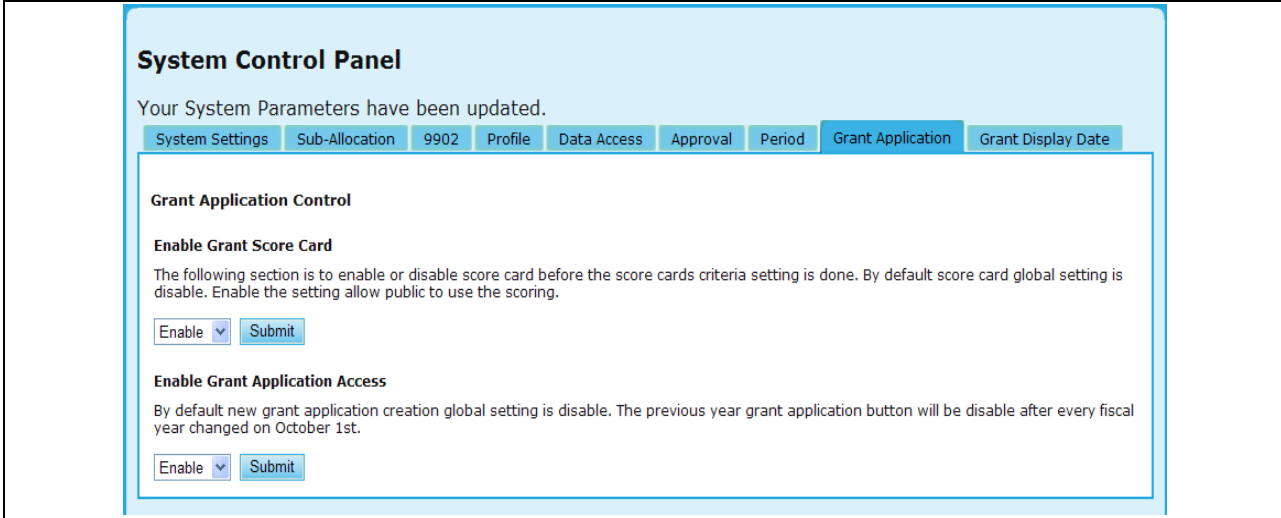 System Control Panel
Your System Parameters have been updated.
System Settings Sub-Allocation 9902 Profile Data Access Approval Period Grant Application Grant Display Date
Grant Application Control
Enable Grant Score Card
The following section is to enable or disable score card before the score cards criteria setting is done. By default score card global setting is
disable. Enable the setting allow public to use the scoring.
Enable Submit
Enable Grant Application Access
By default new grant application creation global setting is disable. The previous year grant application button will be disable after every fiscal
year changed on October 1st.
Enable Submit